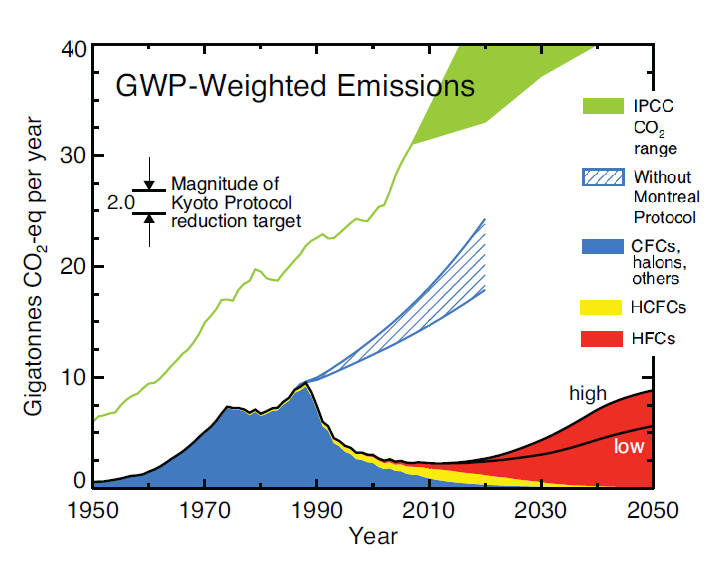 GWP-Weighted Emissions
Gigatonnes CO₂-eq per year
40
30
20
10
0
2.0
Magnitude of
Kyoto Protocol
reduction target
IPCC
CO₂
range
Without
Montreal
Protocol
CFCs,
halons,
others
HCFCs
HFCs
high
low
1950 1970 1990 2010 2030 2050
Year